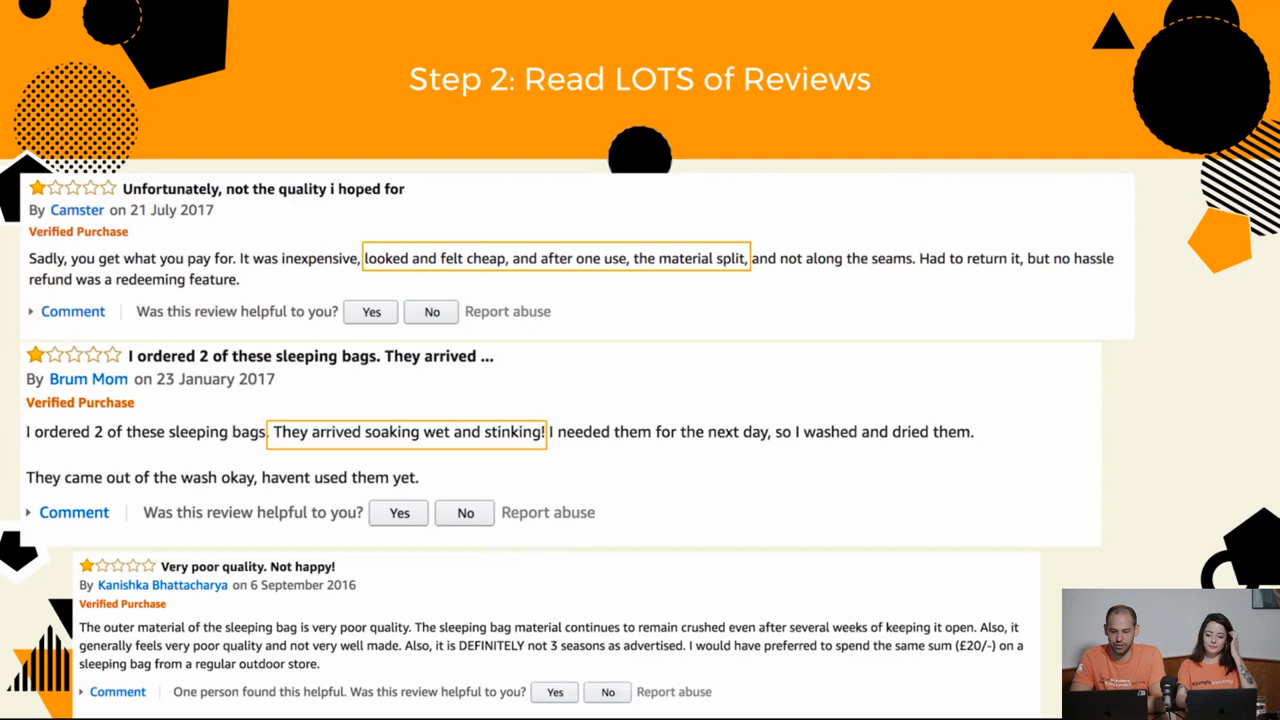 Step 2: Read LOTS of Reviews
Unfortunately, not the quality i hoped for
By Camster on 21 July 2017
Verified Purchase
Sadly, you get what you pay for. It was inexpensive, looked and felt cheap, and after one use, the material split, and not along the seams. Had to return it, but no hassle
refund was a redeeming feature.
Comment Was this review helpful to you? Yes No Report abuse
I ordered 2 of these sleeping bags. They arrived ...
By Brum Mom on 23 January 2017
Verified Purchase
I ordered 2 of these sleeping bags. They arrived soaking wet and stinking! I needed them for the next day, so I washed and dried them.
They came out of the wash okay, havent used them yet.
Comment Was this review helpful to you? Yes No Report abuse
Very poor quality. Not happy!
By Kanishka Bhattacharya on 6 September 2016
Verified Purchase
The outer material of the sleeping bag is very poor quality. The sleeping bag material continues to remain crushed even after several weeks of keeping it open. Also, it
generally feels very poor quality and not very well made. Also, it is DEFINITELY not 3 seasons as advertised. I would have preferred to spend the same sum (£20/-) on a
sleeping bag from a regular outdoor store.
Comment One person found this helpful. Was this review helpful to you? Yes No Report abuse